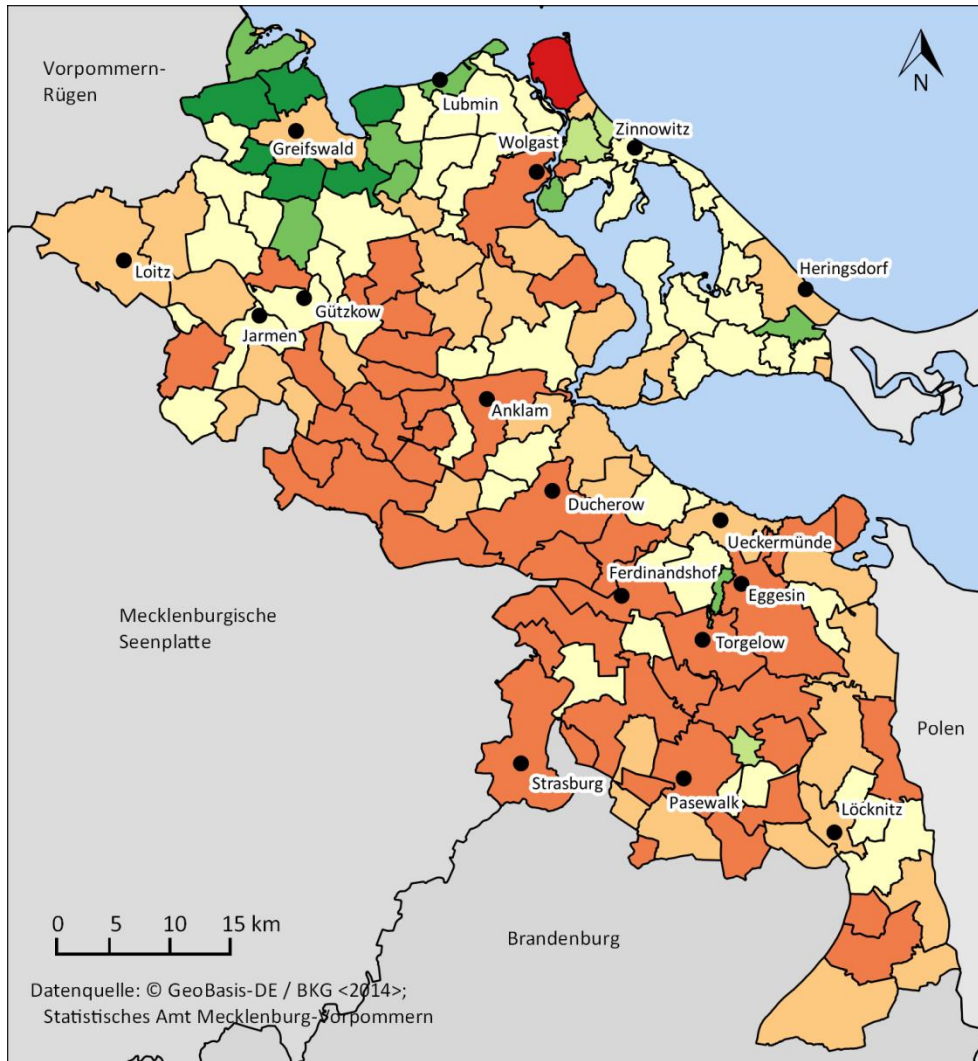 Vorpommern-
Rügen
N
Lubmin
Zinnowitz
Wolgast
Greifswald
Loitz
Heringsdorf
Gützkow
Jarmen
Anklam
Ducherow
Ueckermünde
Ferdinandshof
Eggesin
Mecklenburgische
Seenplatte
Torgelow
Polen
Strasburg
Pasewalk
Löcknitz
0 5 10 15 km
Brandenburg
Datenquelle: © GeoBasis-DE / BKG <2014>;
Statistisches Amt Mecklenburg-Vorpommern